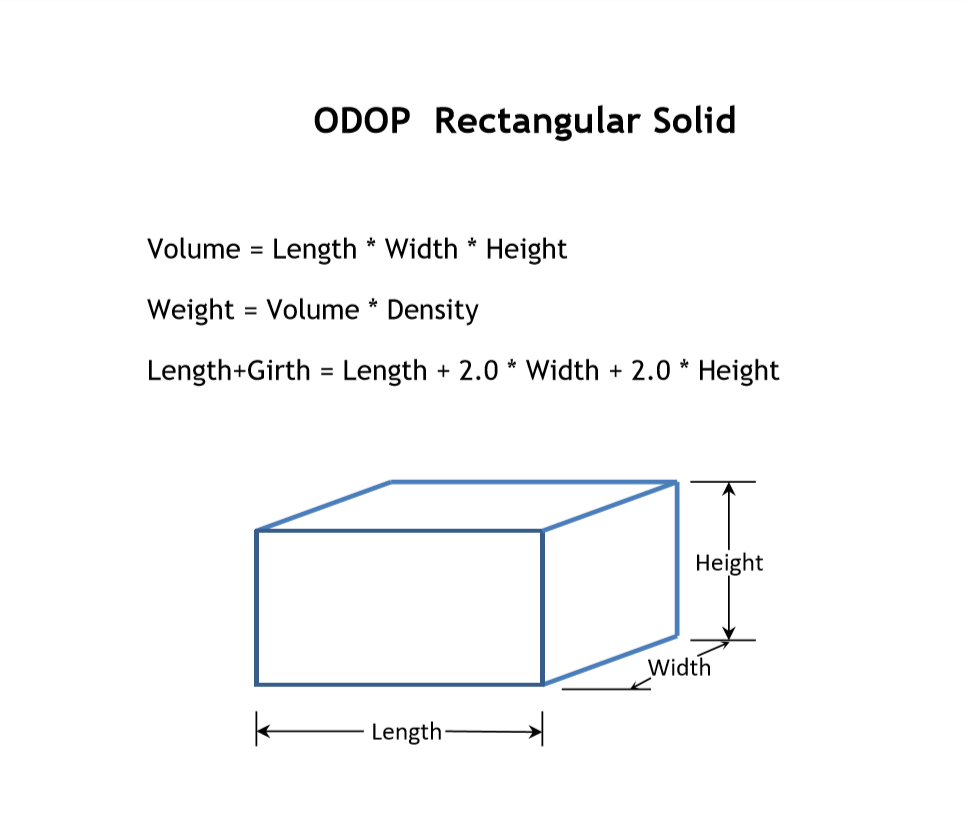 ODOP Rectangular Solid
Volume = Length * Width * Height
Weight = Volume * Density
Length+Girth = Length + 2.0 * Width + 2.0 * Height
Height
Width
Length